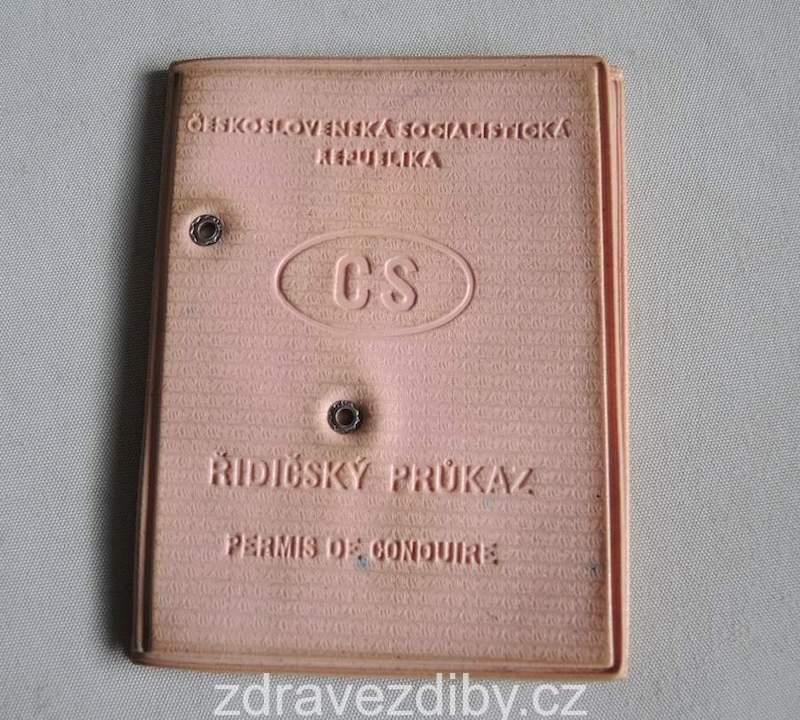 ČESKOSLOVENSKÁ SOCIALISTICKÁ
REPUBLIKA
CS
ŘIDIČSKÝ PRŮKAZ
PERMIS DE CONDUIRE
zdravezdiby.cz